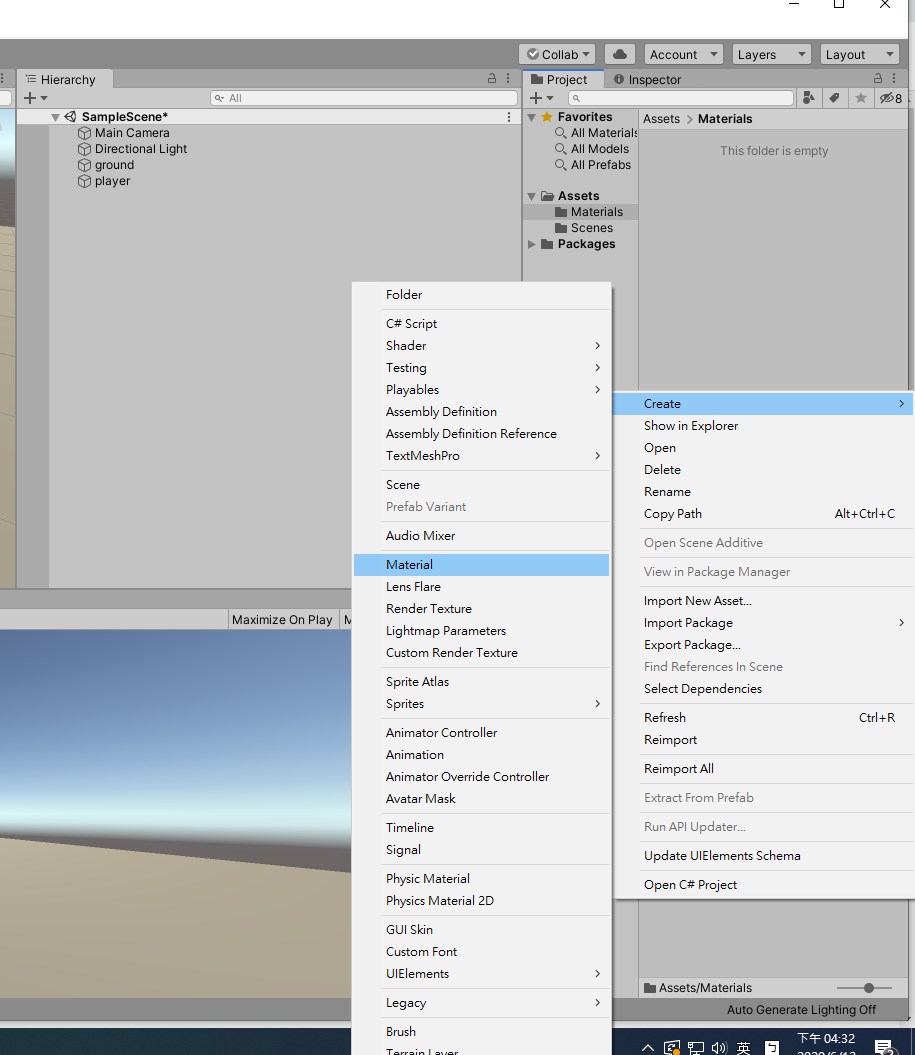 Collab
Account
Layers
Layout
Hierarchy
Project
Inspector
All
8
SampleScene*
Main Camera
Directional Light
ground
player
Favorites
All Materials
All Models
All Prefabs
Assets
Materials
Scenes
Packages
Assets > Materials
This folder is empty
Folder
C# Script
Shader
Testing
Playables
Assembly Definition
Assembly Definition Reference
TextMeshPro
Scene
Prefab Variant
Audio Mixer
Material
Lens Flare
Render Texture
Lightmap Parameters
Custom Render Texture
Sprite Atlas
Sprites
Animator Controller
Animation
Animator Override Controller
Avatar Mask
Timeline
Signal
Physic Material
Physics Material 2D
GUI Skin
Custom Font
UIElements
Legacy
Brush
Terrain Layer
Create
Show in Explorer
Open
Delete
Rename
Copy Path Alt+Ctrl+C
Open Scene Additive
View in Package Manager
Import New Asset...
Import Package
Export Package...
Find References In Scene
Select Dependencies
Refresh Ctrl+R
Reimport
Reimport All
Extract From Prefab
Run API Updater...
Update UIElements Schema
Open C# Project
Maximize On Play
M
Assets/Materials
Auto Generate Lighting Off
英
下午 04:32